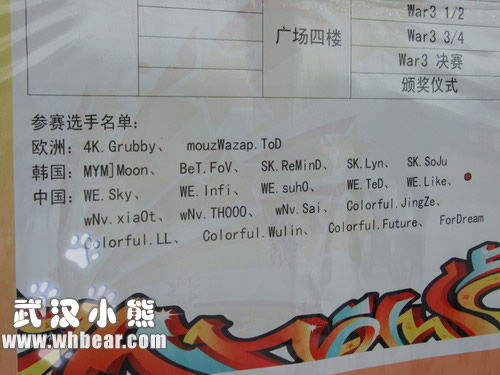 War3 1/2
广场四楼
War3 3/4
War3 决赛
颁奖仪式
参赛选手名单：
欧洲：4K.Grubby、 mouzWazap.ToD
韩国：MYM]Moon、 BeT.FoV、 SK.ReMinD、 SK.Lyn、 SK.SoJu
中国：WE.Sky、 WE.Infi、 WE.suhO、 WE.TeD、 WE.Like、
wNv.xiaOt、 wNv.THOOO、 wNv.Sai、 Colorful.JingZe、
Colorful.LL、 Colorful.Wulin、 Colorful.Future、 ForDream
武汉小熊
www.whbear.com